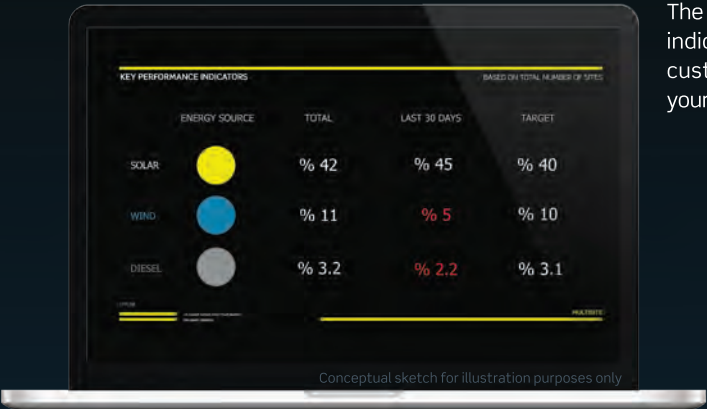 The
indic
cust
your
KEY PERFORMANCE INDICATORS BASED ON TOTAL NUMBER OF SITES
ENERGY SOURCE TOTAL LAST 30 DAYS TARGET
SOLAR % 42 % 45 % 40
WIND % 11 % 5 % 10
DIESEL % 3.2 % 2.2 % 3.1
MULTISITE
Conceptual sketch for illustration purposes only